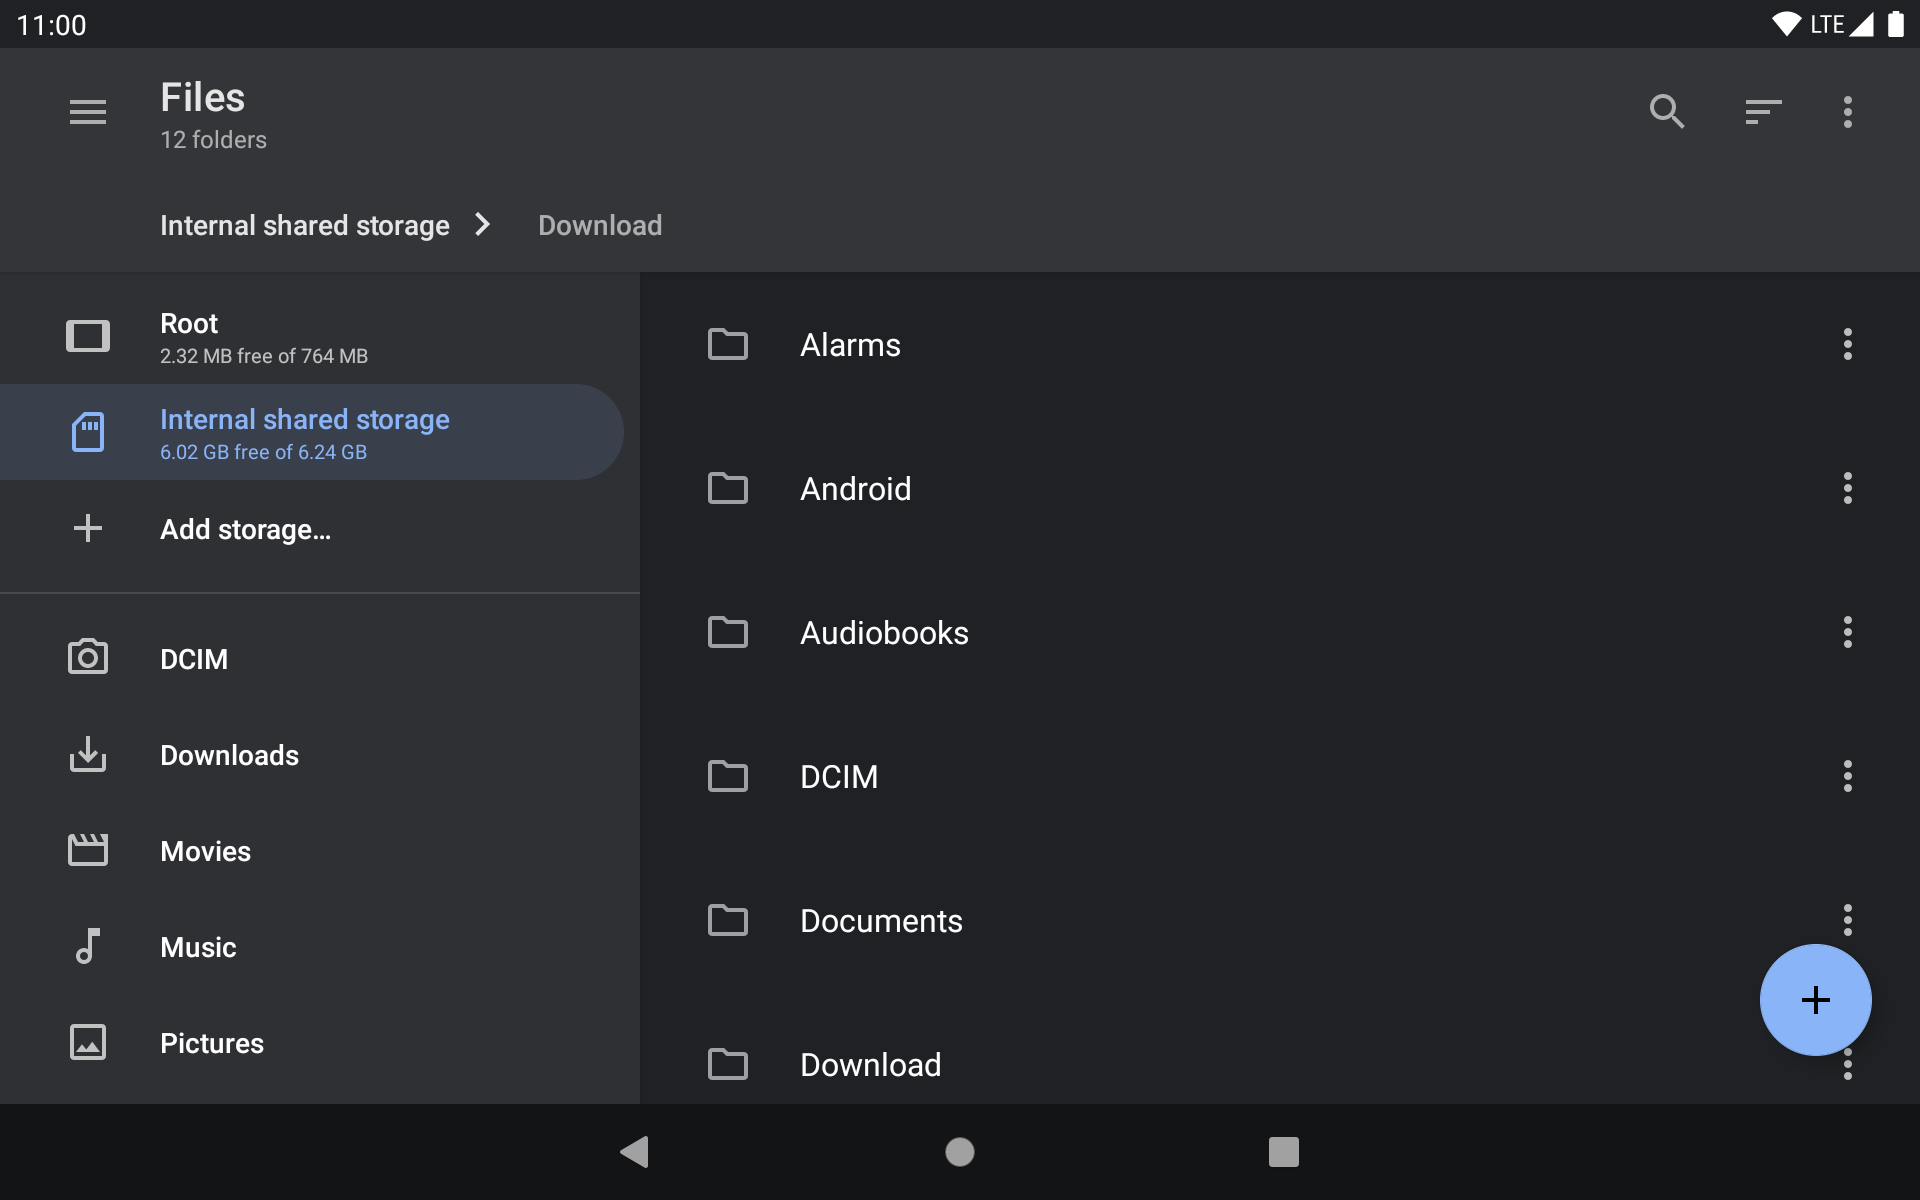 11:00
LTE
Files
12 folders
Internal shared storage
Download
Root
2.32 MB free of 764 MB
Internal shared storage
6.02 GB free of 6.24 GB
Add storage...
DCIM
Downloads
Movies
Music
Pictures
Alarms
Android
Audiobooks
DCIM
Documents
Download